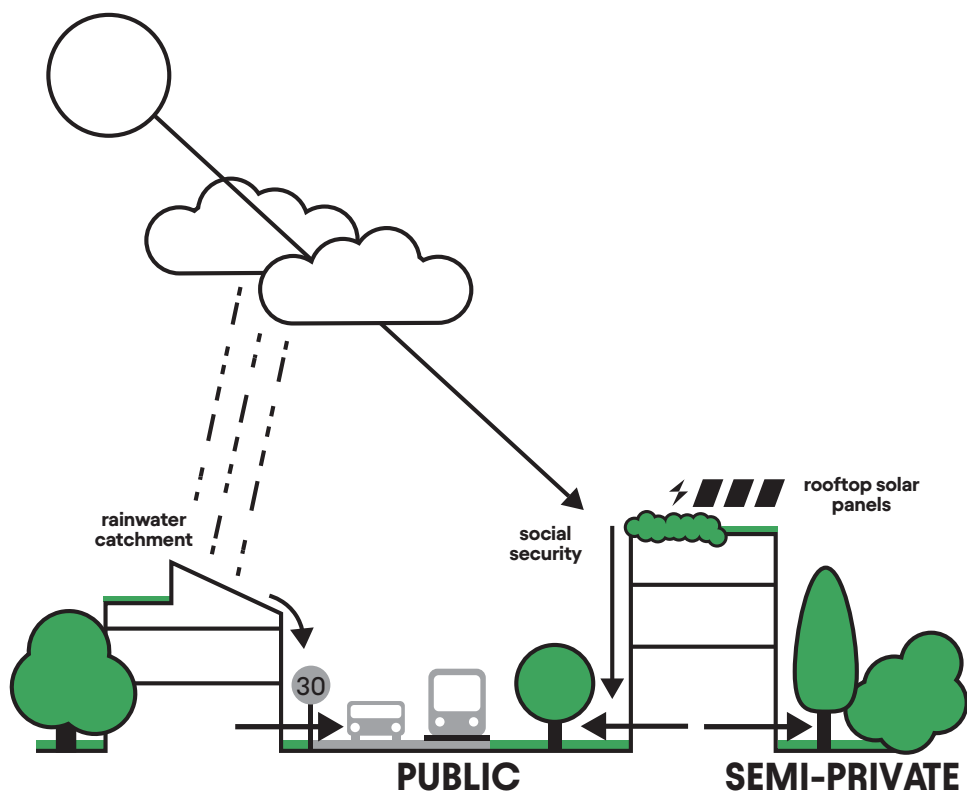 rooftop solar
panels
rainwater
catchment
social
security
30
PUBLIC
SEMI-PRIVATE